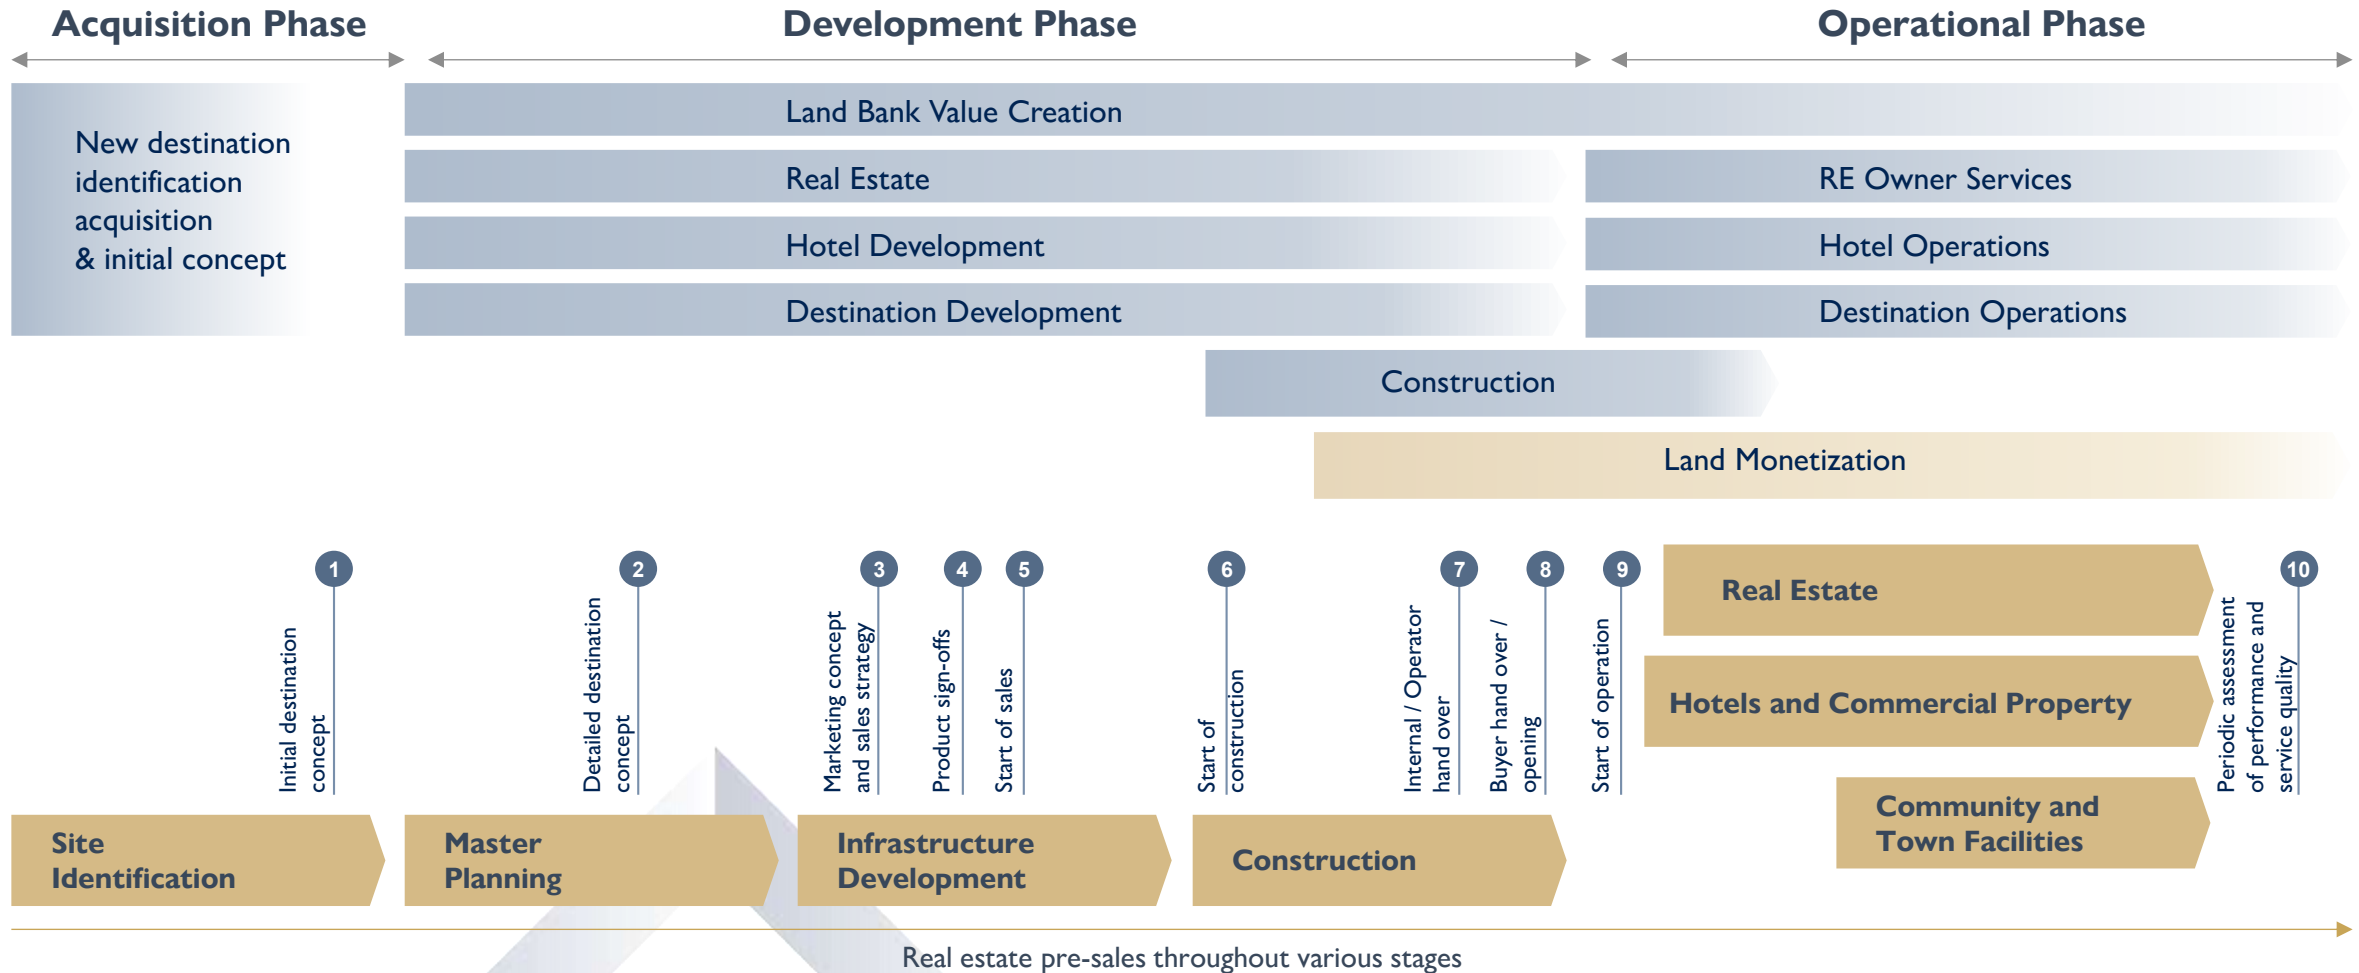 Acquisition Phase
Development Phase
Operational Phase
New destination
identification
acquisition
& initial concept
Land Bank Value Creation
Real Estate
RE Owner Services
Hotel Development
Hotel Operations
Destination Development
Destination Operations
Construction
Land Monetization
1
Initial destination
concept
2
Detailed destination
concept
3
Marketing concept
and sales strategy
4
Product sign-offs
5
Start of sales
6
Start of
construction
7
Internal / Operator
hand over
8
Buyer hand over /
opening
9
Start of operation
Real Estate
Hotels and Commercial Property
Community and
Town Facilities
10
Periodic assessment
of performance and
service quality
Site
Identification
Master
Planning
Infrastructure
Development
Construction
Real estate pre-sales throughout various stages